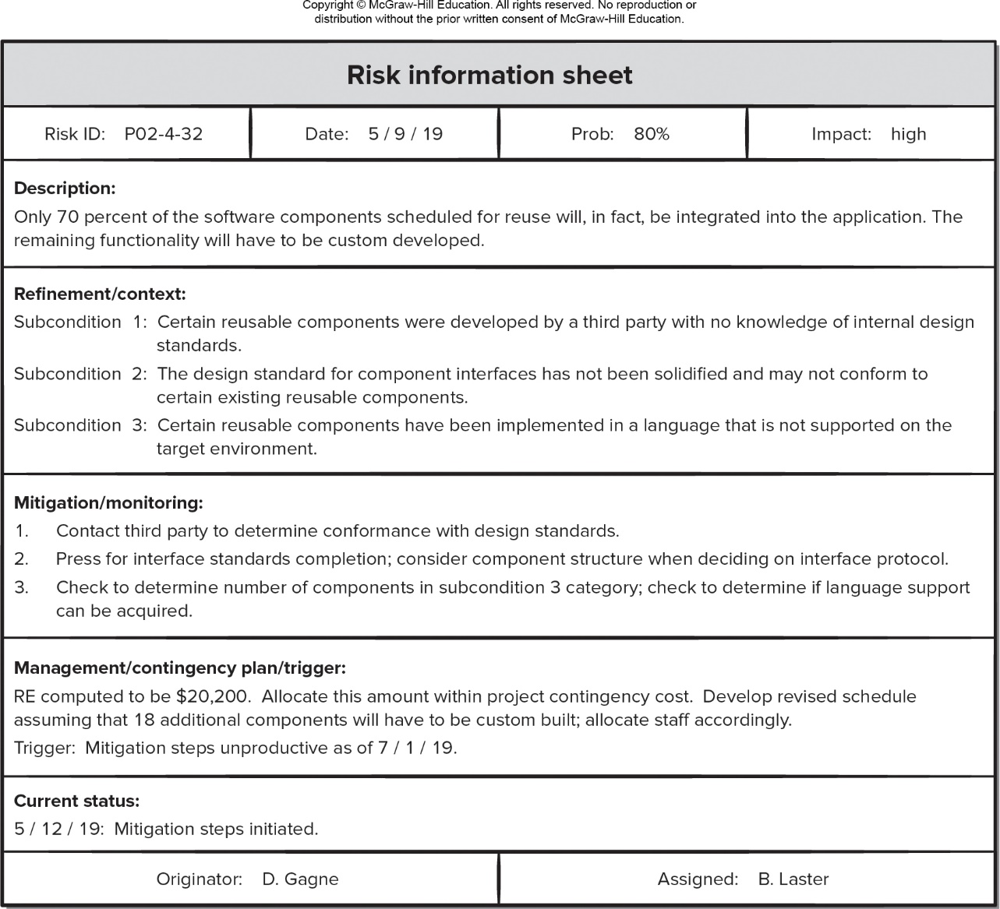 Copyright © McGraw-Hill Education. All rights reserved. No reproduction or
distribution without the prior written consent of McGraw-Hill Education.
Risk information sheet
Risk ID: P02-4-32 Date: 5 / 9 / 19 Prob: 80% Impact: high
Description:
Only 70 percent of the software components scheduled for reuse will, in fact, be integrated into the application. The
remaining functionality will have to be custom developed.
Refinement/context:
Subcondition 1: Certain reusable components were developed by a third party with no knowledge of internal design
standards.
Subcondition 2: The design standard for component interfaces has not been solidified and may not conform to
certain existing reusable components.
Subcondition 3: Certain reusable components have been implemented in a language that is not supported on the
target environment.
Mitigation/monitoring:
1. Contact third party to determine conformance with design standards.
2. Press for interface standards completion; consider component structure when deciding on interface protocol.
3. Check to determine number of components in subcondition 3 category; check to determine if language support
can be acquired.
Management/contingency plan/trigger:
RE computed to be $20,200. Allocate this amount within project contingency cost. Develop revised schedule
assuming that 18 additional components will have to be custom built; allocate staff accordingly.
Trigger: Mitigation steps unproductive as of 7 / 1 / 19.
Current status:
5 / 12 / 19: Mitigation steps initiated.
Originator: D. Gagne Assigned: B. Laster